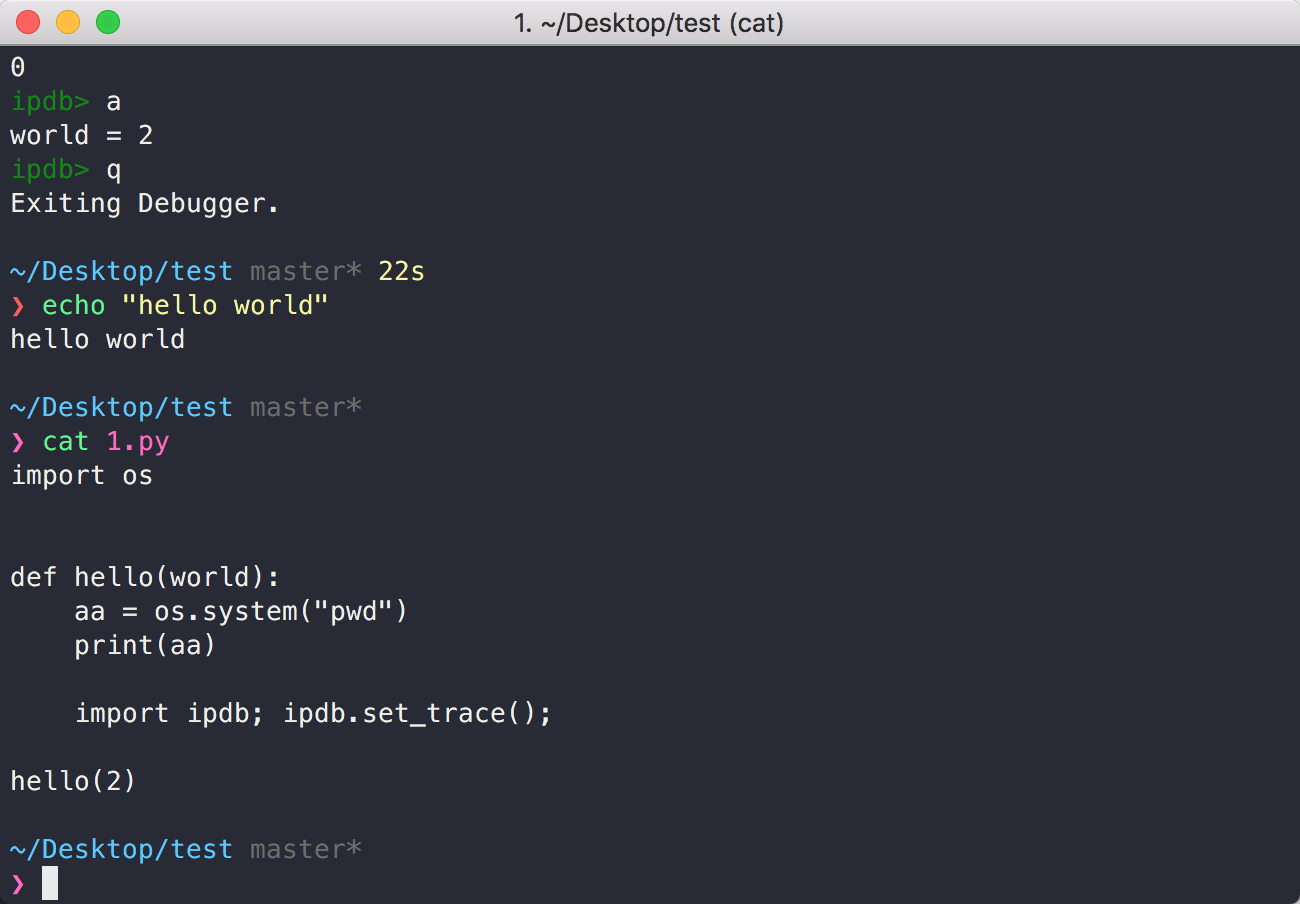 1. ~/Desktop/test (cat)
0
ipdb> a
world = 2
ipdb> q
Exiting Debugger.
~/Desktop/test master* 22s
❯ echo "hello world"
hello world
~/Desktop/test master*
❯ cat 1.py
import os
def hello(world):
    aa = os.system("pwd")
    print(aa)
    import ipdb; ipdb.set_trace();
hello(2)
~/Desktop/test master*
❯